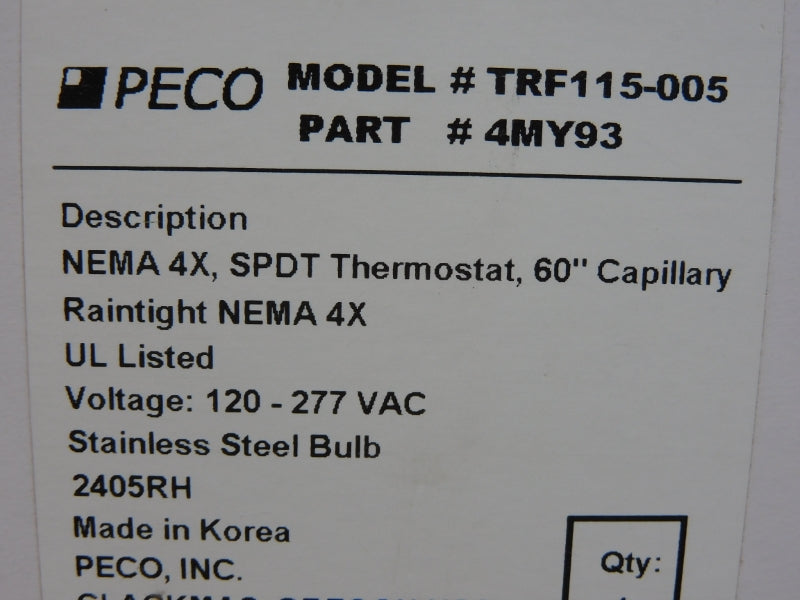 PECO MODEL # TRF115-005
PART # 4MY93
Description
NEMA 4X, SPDT Thermostat, 60" Capillary
Raintight NEMA 4X
UL Listed
Voltage: 120 - 277 VAC
Stainless Steel Bulb
2405RH
Made in Korea
PECO, INC.
Qty: